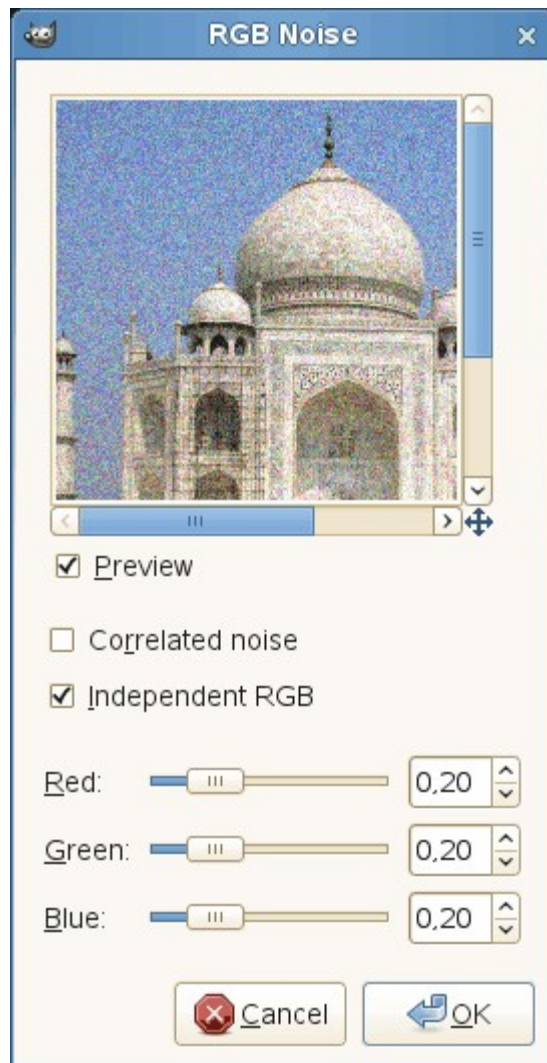 RGB Noise
Preview
Correlated noise
Independent RGB
Red: 0,20
Green: 0,20
Blue: 0,20
Cancel OK